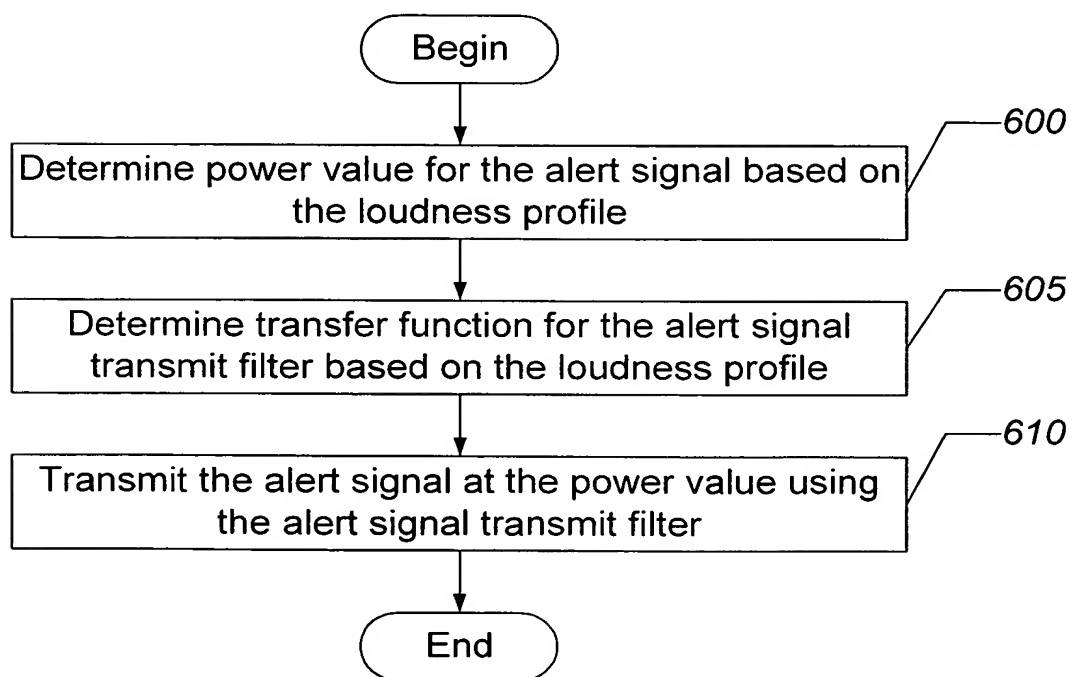 Begin
600
Determine power value for the alert signal based on
the loudness profile
605
Determine transfer function for the alert signal
transmit filter based on the loudness profile
610
Transmit the alert signal at the power value using
the alert signal transmit filter
End